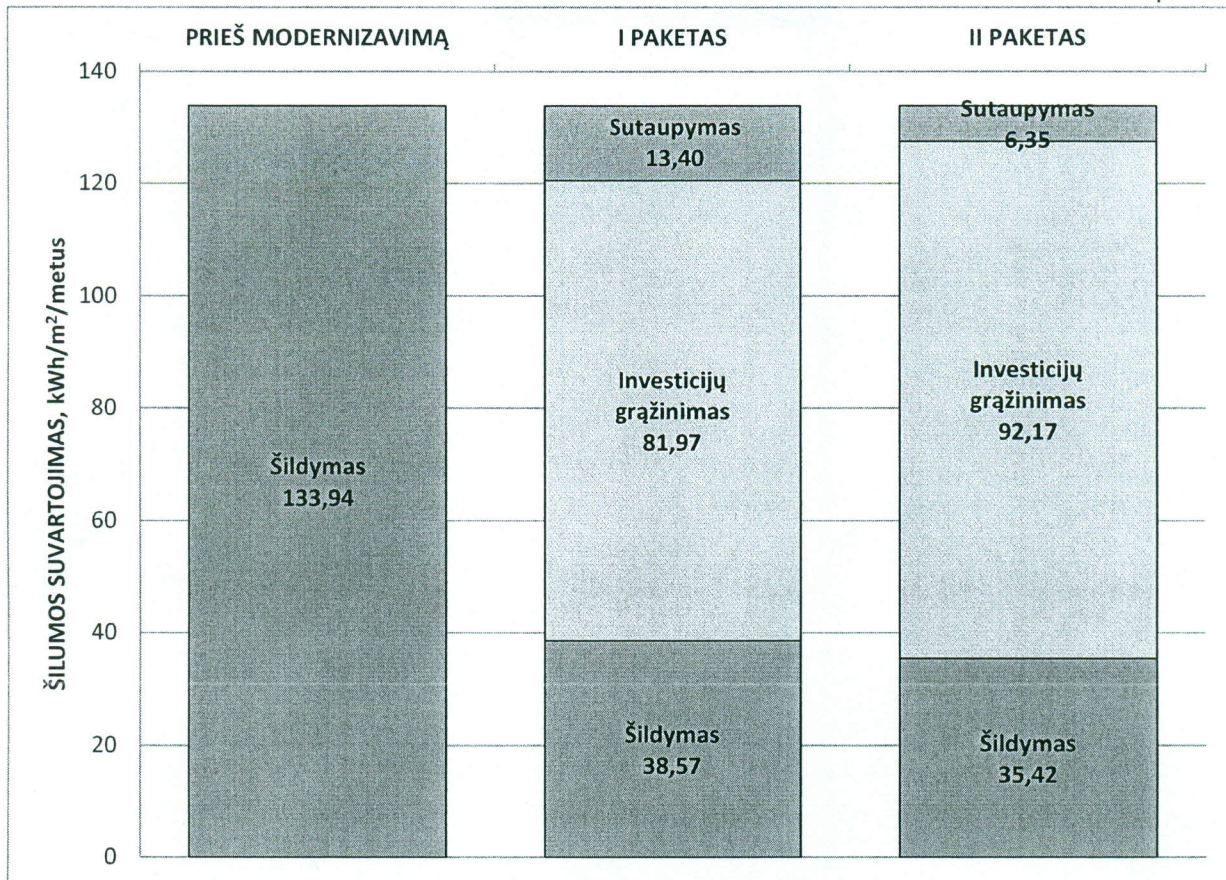 PRIEŠ MODERNIZAVIMĄ
I PAKETAS
II PAKETAS
ŠILUMOS SUVARTOJIMAS, kWh/m²/metus
140
120
100
80
60
40
20
0
Šildymas
133,94
Sutaupymas
13,40
Investicijų
grąžinimas
81,97
Šildymas
38,57
Sutaupymas
6,35
Investicijų
grąžinimas
92,17
Šildymas
35,42